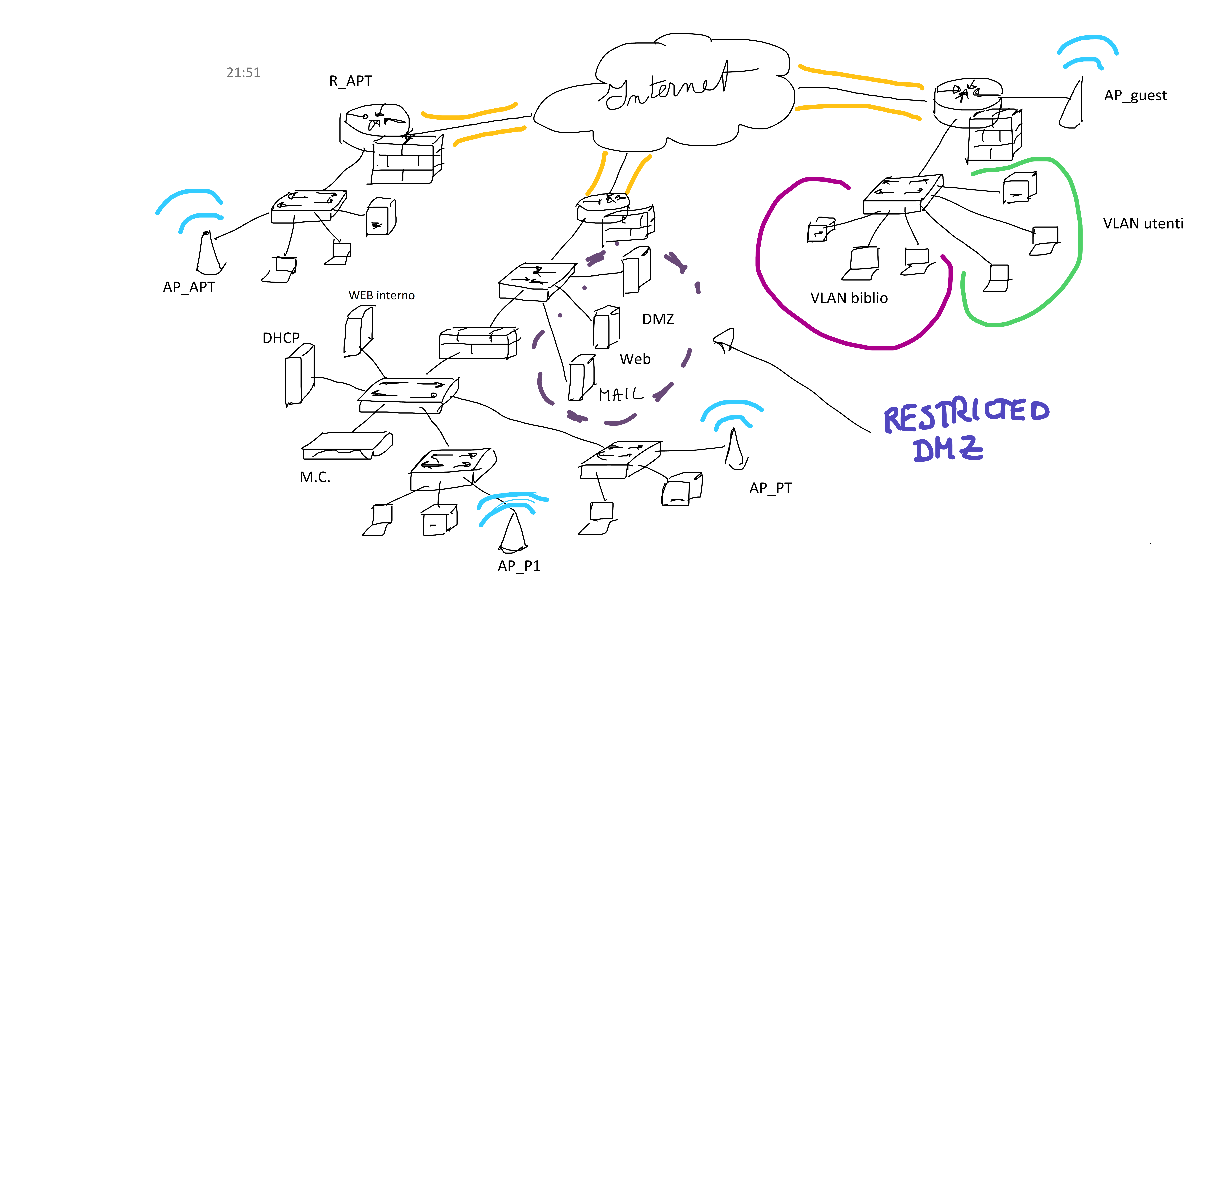 21:51
R_APT
Internet
AP_guest
VLAN utenti
AP_APT
VLAN biblio
WEB interno
DHCP
DMZ
Web
MAIL
RESTRICTED
DMZ
M.C.
AP_PT
AP_P1